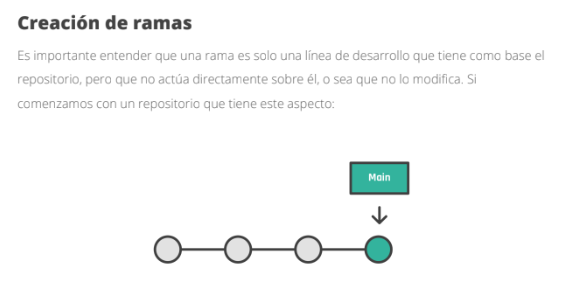 Creación de ramas
Es importante entender que una rama es solo una línea de desarrollo que tiene como base el
repositorio, pero que no actúa directamente sobre él, o sea que no lo modifica. Si
comenzamos con un repositorio que tiene este aspecto:
Main